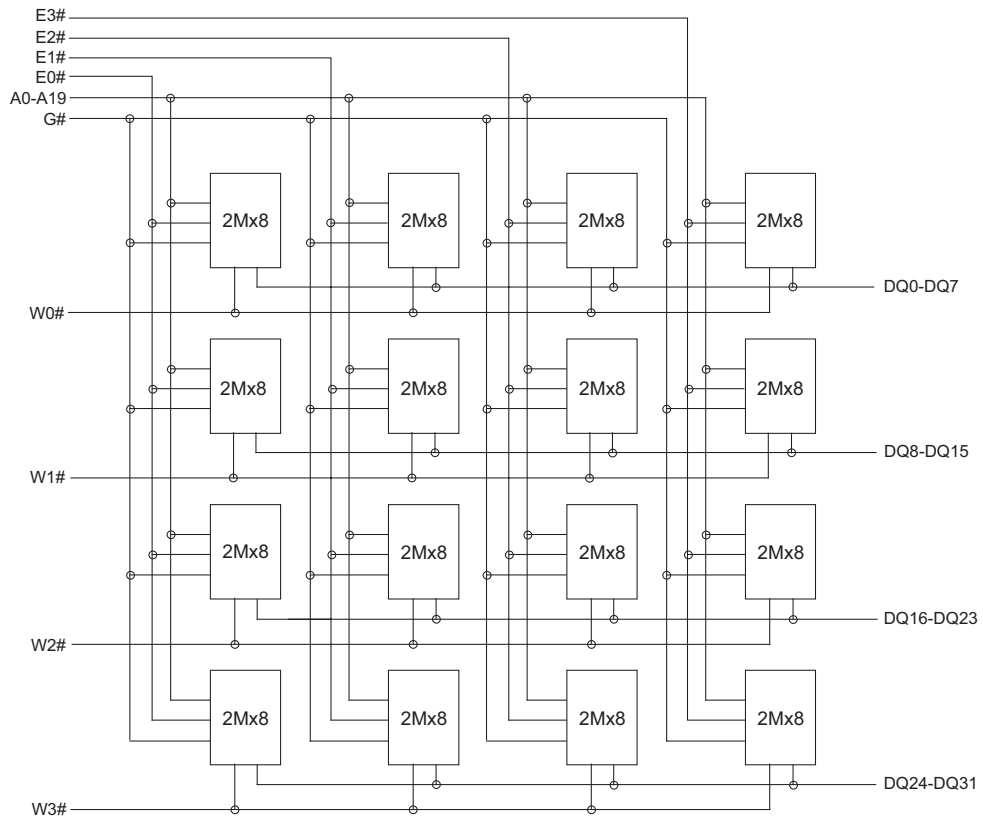 E3#
E2#
E1#
E0#
A0-A19
G#
2Mx8 2Mx8 2Mx8 2Mx8
DQ0-DQ7
W0#
2Mx8 2Mx8 2Mx8 2Mx8
DQ8-DQ15
W1#
2Mx8 2Mx8 2Mx8 2Mx8
DQ16-DQ23
W2#
2Mx8 2Mx8 2Mx8 2Mx8
DQ24-DQ31
W3#